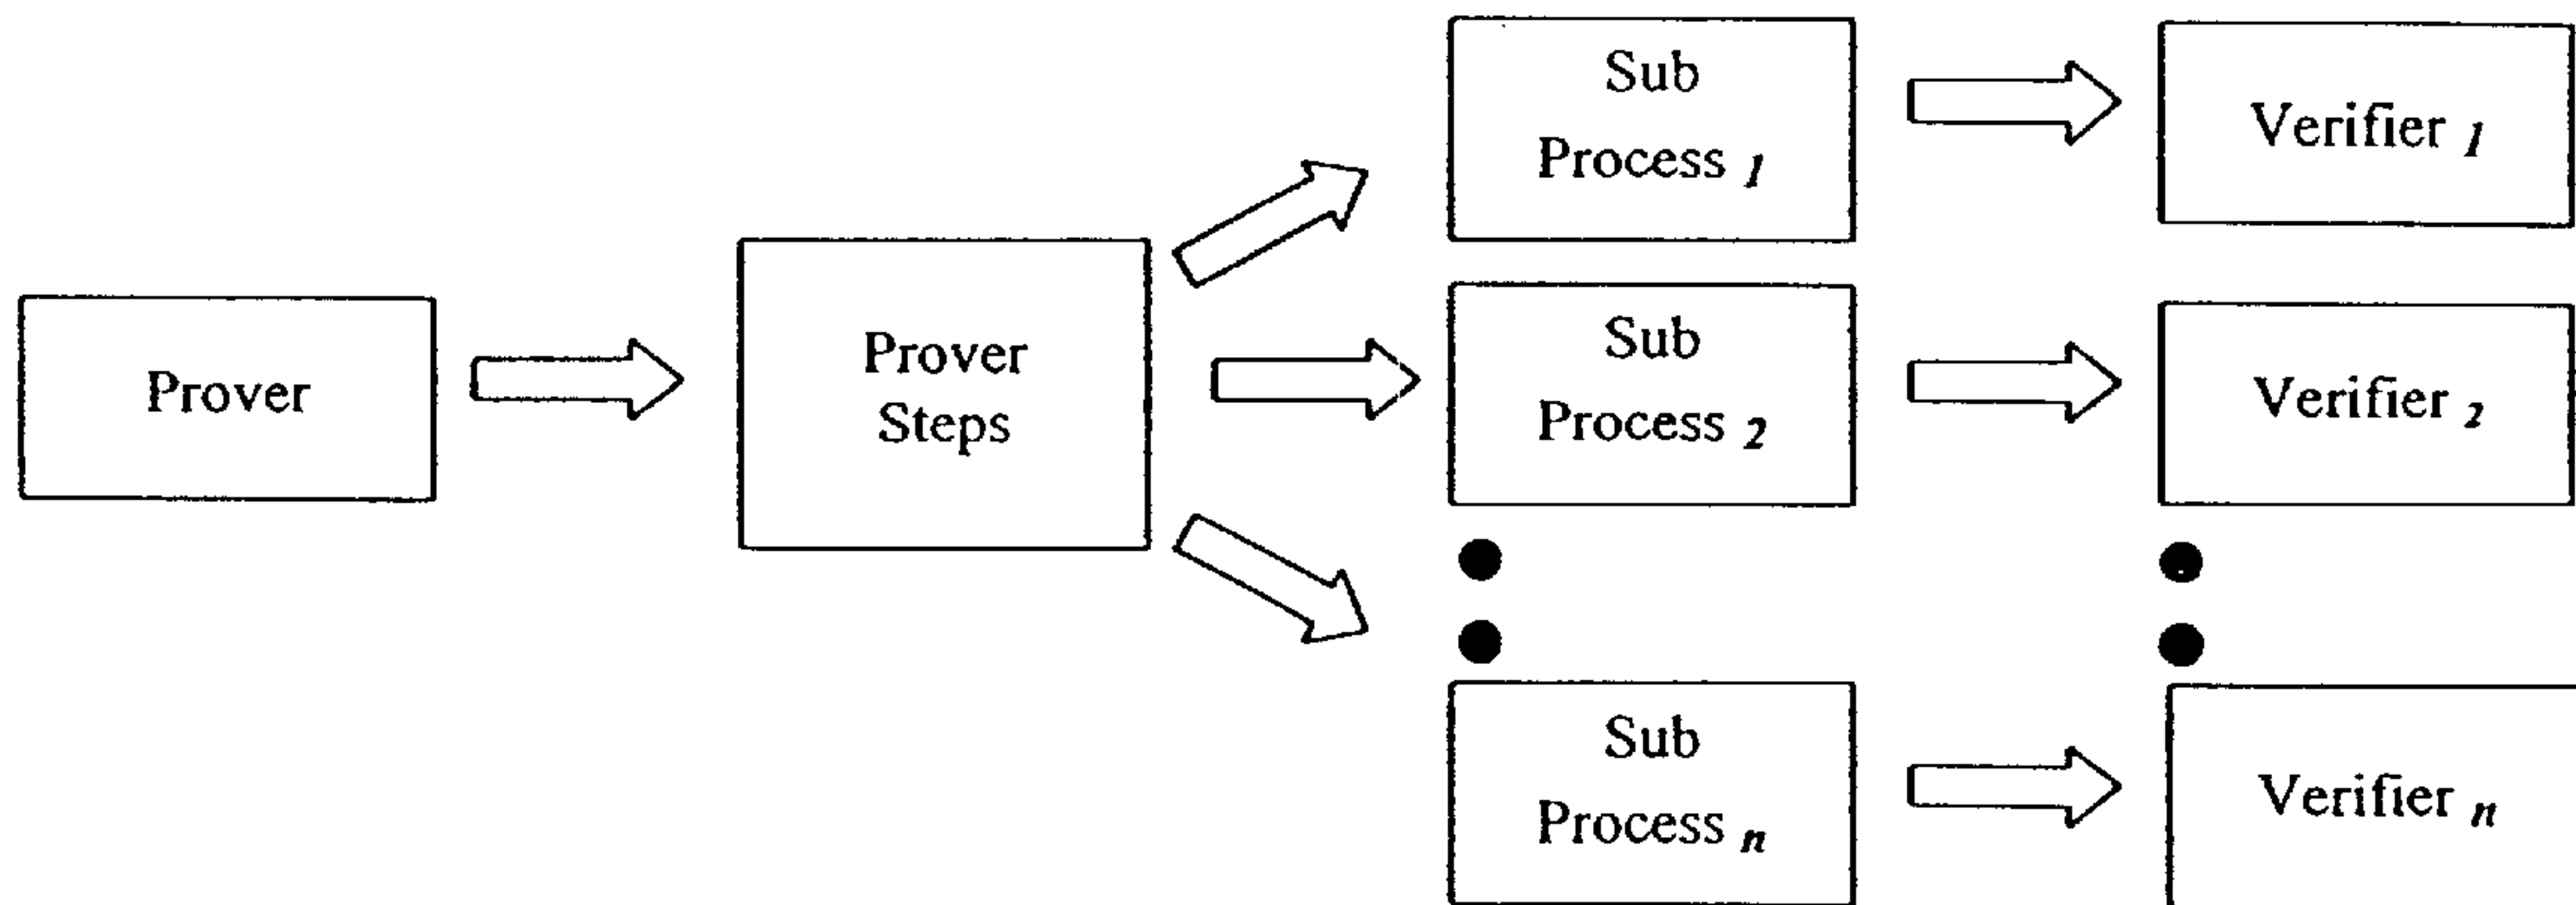 Prover
Prover
Steps
Sub
Process 1
Verifier 1
Sub
Process 2
Verifier 2
Sub
Process n
Verifier n